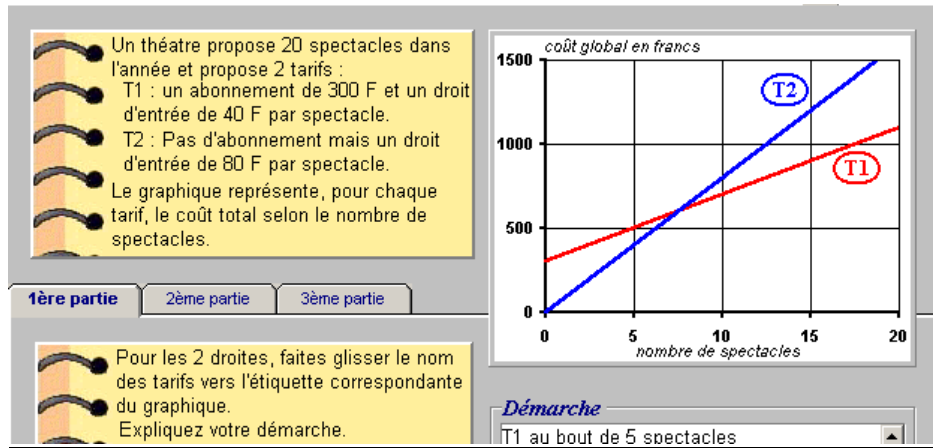 Un théatre propose 20 spectacles dans
l'année et propose 2 tarifs :
T1 : un abonnement de 300 F et un droit
d'entrée de 40 F par spectacle.
T2 : Pas d'abonnement mais un droit
d'entrée de 80 F par spectacle.
Le graphique représente, pour chaque
tarif, le coût total selon le nombre de
spectacles.
coût global en francs
1500
T2
1000
T1
500
0
0 5 10 15 20
nombre de spectacles
1ère partie 2ème partie 3ème partie
Pour les 2 droites, faites glisser le nom
des tarifs vers l'étiquette correspondante
du graphique.
Expliquez votre démarche.
Démarche
T1 au bout de 5 spectacles